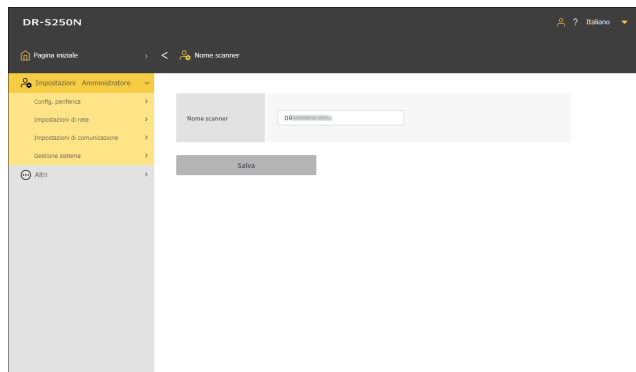 DR-S250N
? Italiano
Pagina iniziale
Nome scanner
Impostazioni Amministratore
Config. periferica
Impostazioni di rete
Impostazioni di comunicazione
Gestione sistema
Altri
Nome scanner
DR
Salva